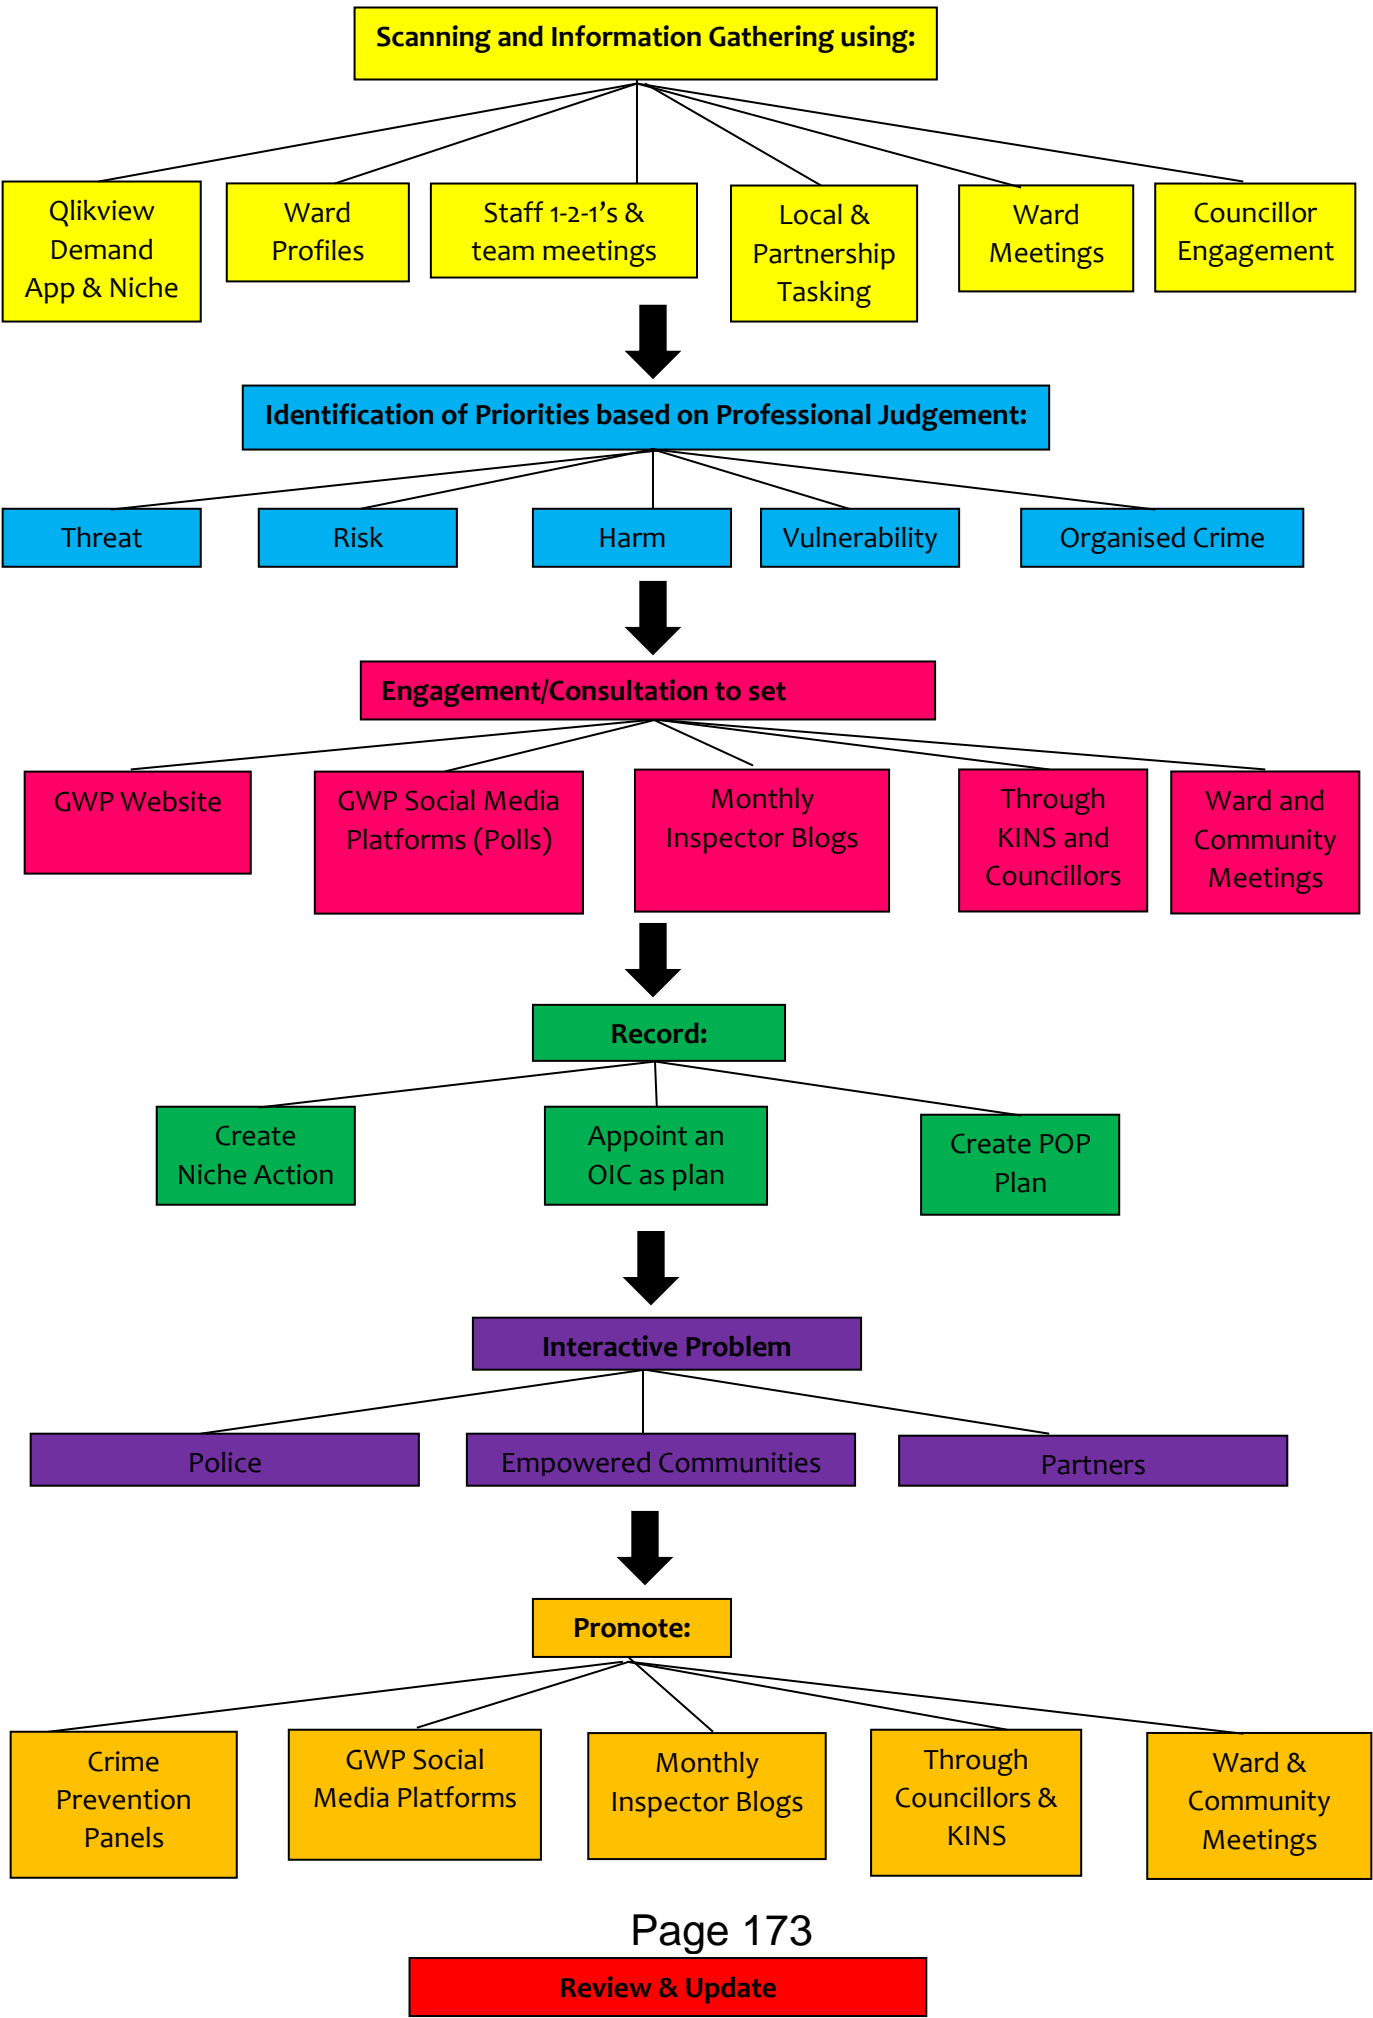 Scanning and Information Gathering using:
Qlikview
Demand
App & Niche
Ward
Profiles
Staff 1-2-1's &
team meetings
Local &
Partnership
Tasking
Ward
Meetings
Councillor
Engagement
Identification of Priorities based on Professional Judgement:
Threat
Risk
Harm
Vulnerability
Organised Crime
Engagement/Consultation to set
GWP Website
GWP Social Media
Platforms (Polls)
Monthly
Inspector Blogs
Through
KINS and
Councillors
Ward and
Community
Meetings
Record:
Create
Niche Action
Appoint an
OIC as plan
Create POP
Plan
Interactive Problem
Police
Empowered Communities
Partners
Promote:
Crime
Prevention
Panels
GWP Social
Media Platforms
Monthly
Inspector Blogs
Through
Councillors &
KINS
Ward &
Community
Meetings
Page 173
Review & Update